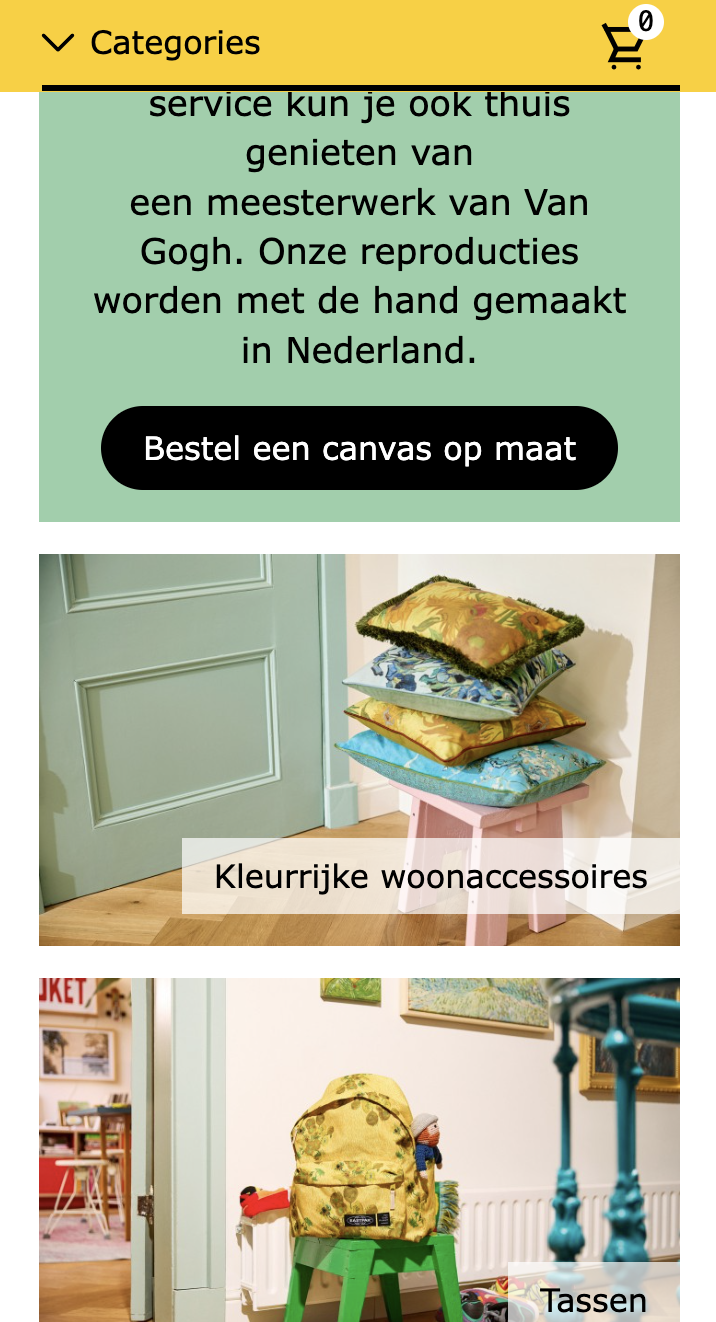 Categories
0
service kun je ook thuis
genieten van
een meesterwerk van Van
Gogh. Onze reproducties
worden met de hand gemaakt
in Nederland.
Bestel een canvas op maat
Kleurrijke woonaccessoires
EASTPAK
Tassen